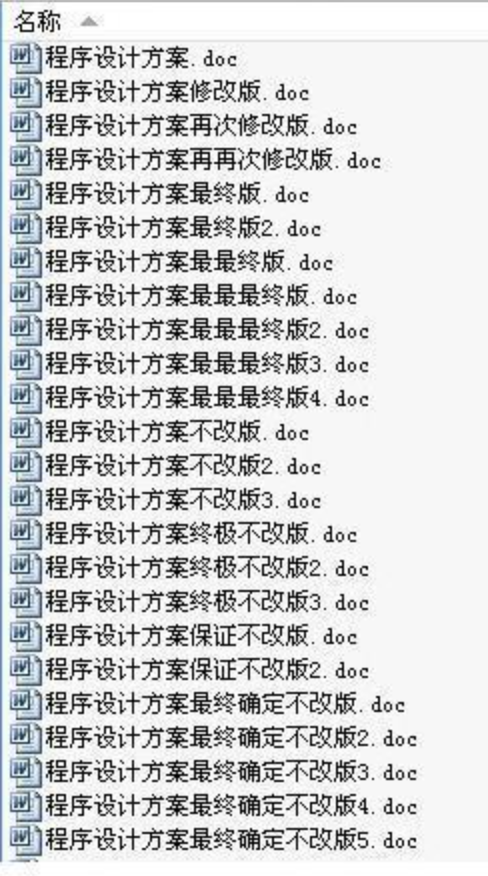 名称
程序设计方案.doc
程序设计方案修改版.doc
程序设计方案再次修改版.doc
程序设计方案再再次修改版.doc
程序设计方案最终版.doc
程序设计方案最终版2.doc
程序设计方案最最终版.doc
程序设计方案最最最终版.doc
程序设计方案最最最终版2.doc
程序设计方案最最最终版3.doc
程序设计方案最最最终版4.doc
程序设计方案不改版.doc
程序设计方案不改版2.doc
程序设计方案不改版3.doc
程序设计方案终极不改版.doc
程序设计方案终极不改版2.doc
程序设计方案终极不改版3.doc
程序设计方案保证不改版.doc
程序设计方案保证不改版2.doc
程序设计方案最终确定不改版.doc
程序设计方案最终确定不改版2.doc
程序设计方案最终确定不改版3.doc
程序设计方案最终确定不改版4.doc
程序设计方案最终确定不改版5.doc